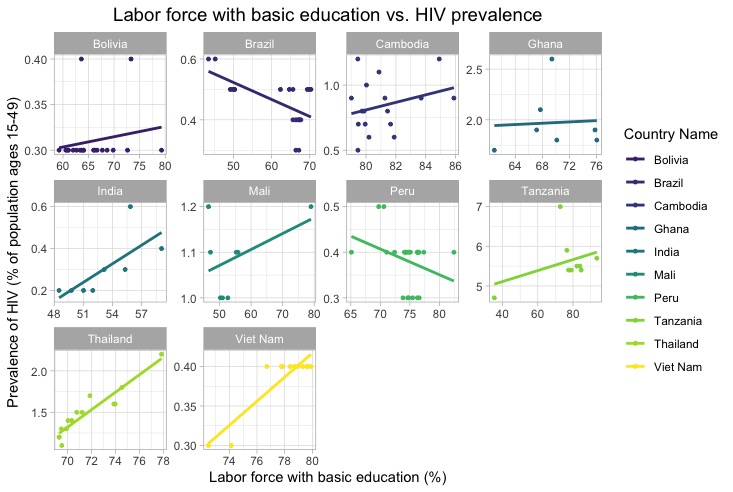 Labor force with basic education vs. HIV prevalence
Prevalence of HIV (% of population ages 15-49)
Bolivia
0.40
0.35
0.30
60 65 70 75 80
Brazil
0.6
0.4
50 60 70
Cambodia
1.0
0.5
80 82 84 86
Ghana
2.5
2.0
64 68 72 76
India
0.6
0.4
0.2
48 51 54 57
Mali
1.2
1.1
1.0
50 60 70 80
Peru
0.5
0.4
0.3
65 70 75 80
Tanzania
7
6
5
40 60 80
Thailand
2.0
1.5
70 72 74 76 78
Viet Nam
0.40
0.35
0.30
74 76 78 80
Labor force with basic education (%)
Country Name
Bolivia
Brazil
Cambodia
Ghana
India
Mali
Peru
Tanzania
Thailand
Viet Nam